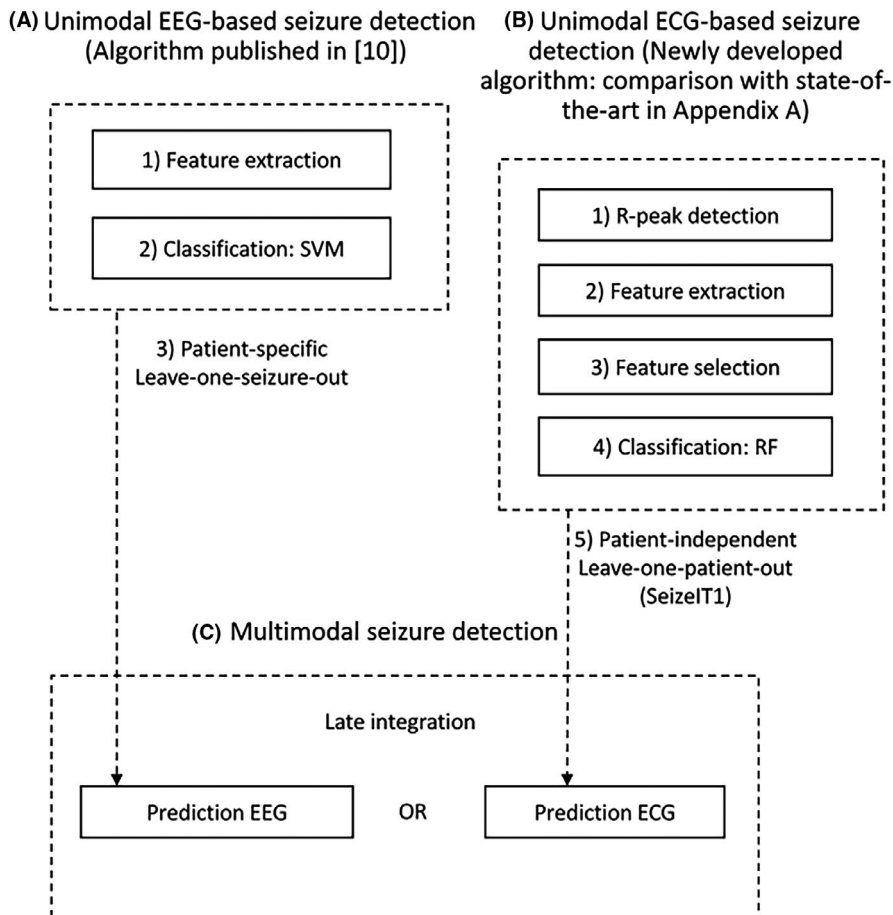 (A) Unimodal EEG-based seizure detection
(Algorithm published in [10])
1) Feature extraction
2) Classification: SVM
3) Patient-specific
Leave-one-seizure-out
(B) Unimodal ECG-based seizure
detection (Newly developed
algorithm: comparison with state-of-
the-art in Appendix A)
1) R-peak detection
2) Feature extraction
3) Feature selection
4) Classification: RF
5) Patient-independent
Leave-one-patient-out
(SeizeIT1)
(C) Multimodal seizure detection
Late integration
Prediction EEG
OR
Prediction ECG